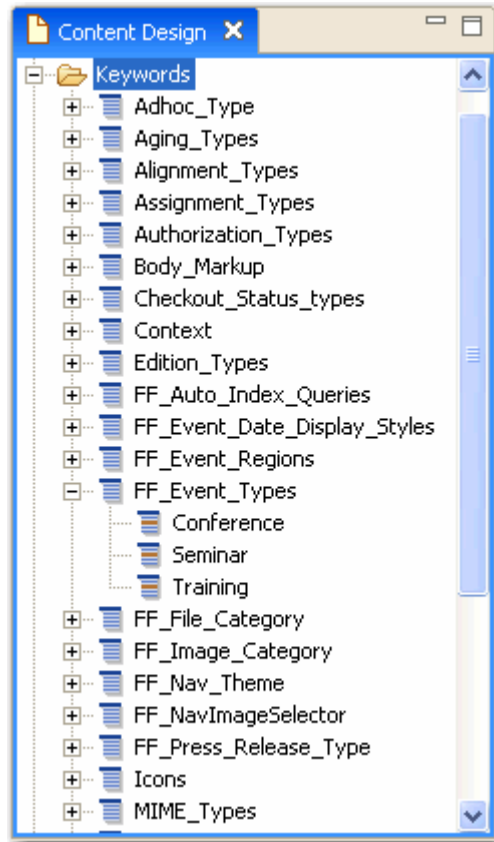 Content Design
Keywords
Adhoc_Type
Aging_Types
Alignment_Types
Assignment_Types
Authorization_Types
Body_Markup
Checkout_Status_types
Context
Edition_Types
FF_Auto_Index_Queries
FF_Event_Date_Display_Styles
FF_Event_Regions
FF_Event_Types
Conference
Seminar
Training
FF_File_Category
FF_Image_Category
FF_Nav_Theme
FF_NavImageSelector
FF_Press_Release_Type
Icons
MIME_Types